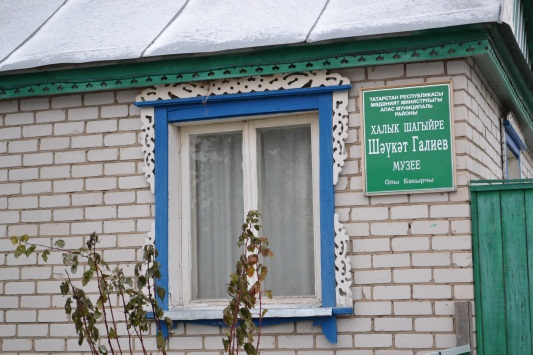 ТАТАРСТАН РЕСПУБЛИКАСЫ
МӘДӘНИЯТ МИНИСТРЛЫГЫ
АПАС МУНИЦИПАЛЬ
РАЙОНЫ
ХАЛЫК ШАГЫЙРЕ
Шәүкәт Галиев
МУЗЕЕ
Олы Бакырчы